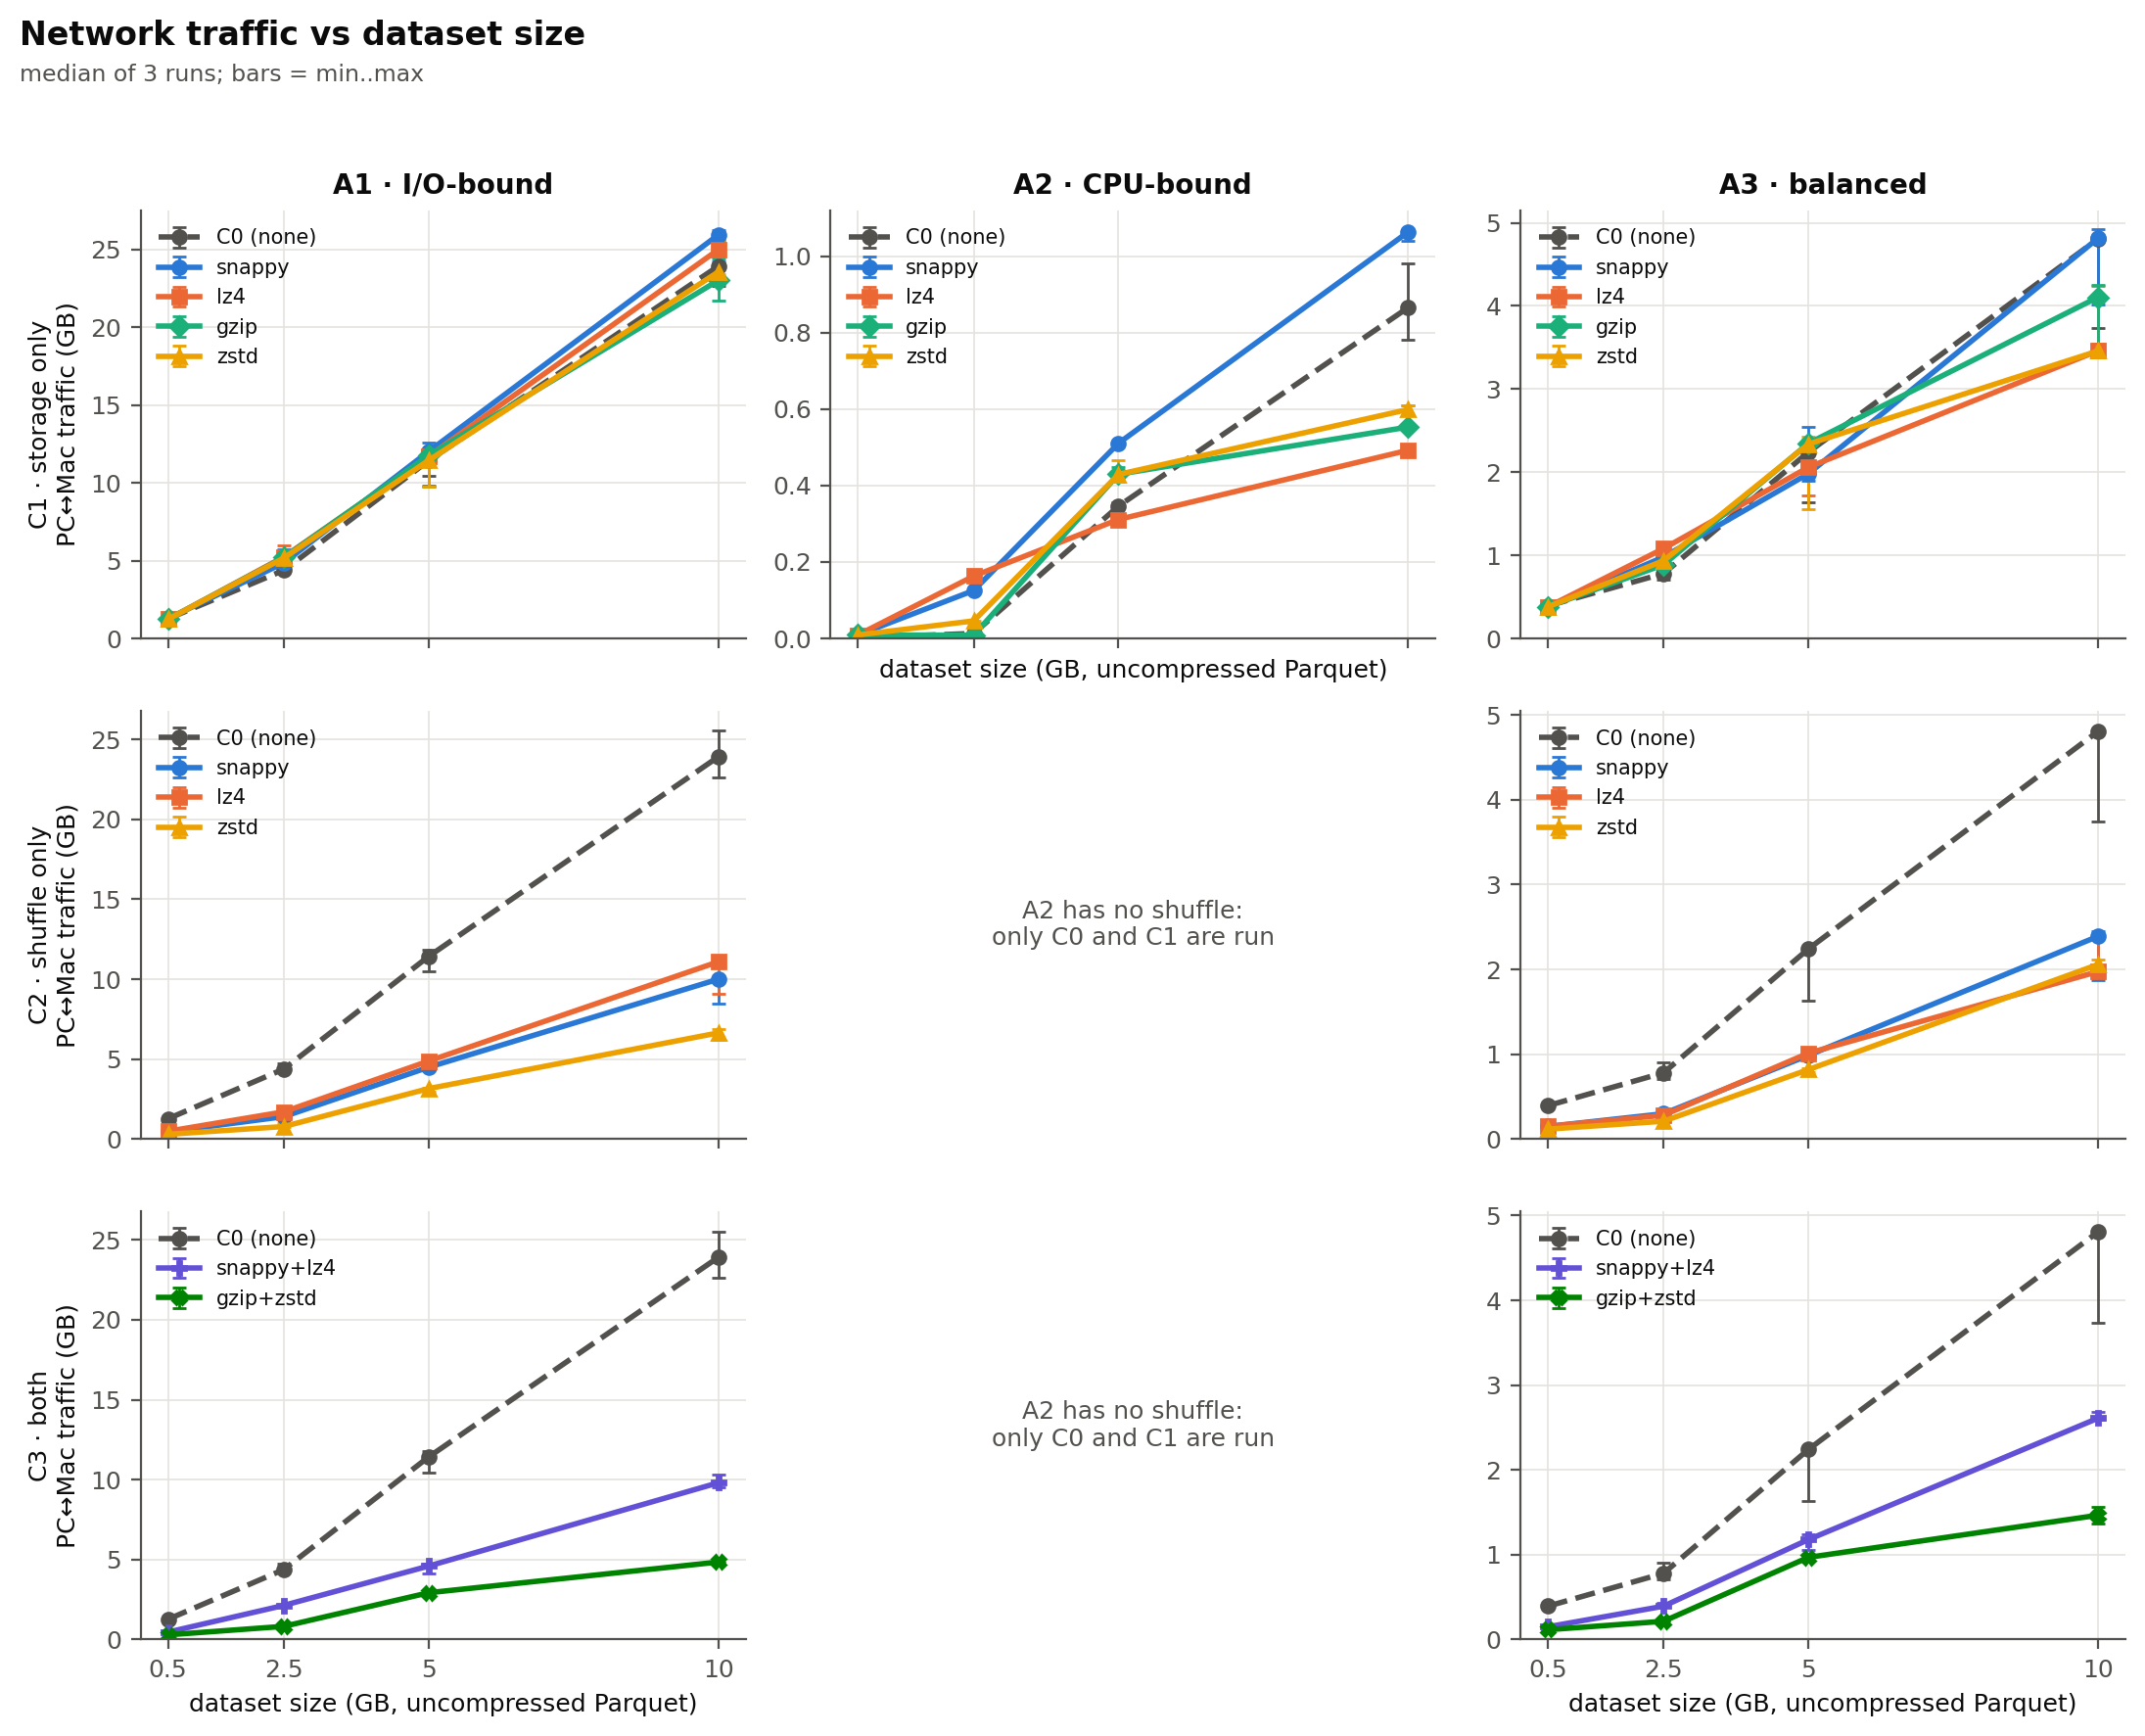 Network traffic vs dataset size
median of 3 runs; bars = min..max
A1 · I/O-bound
C1 · storage only
PC↔Mac traffic (GB)
25
20
15
10
5
0
C0 (none)
snappy
lz4
gzip
zstd
A2 · CPU-bound
1.0
0.8
0.6
0.4
0.2
0.0
C0 (none)
snappy
lz4
gzip
zstd
dataset size (GB, uncompressed Parquet)
A3 · balanced
5
4
3
2
1
0
C0 (none)
snappy
lz4
gzip
zstd
C2 · shuffle only
PC↔Mac traffic (GB)
25
20
15
10
5
0
C0 (none)
snappy
lz4
zstd
A2 has no shuffle:
only C0 and C1 are run
5
4
3
2
1
0
C0 (none)
snappy
lz4
zstd
C3 · both
PC↔Mac traffic (GB)
25
20
15
10
5
0
C0 (none)
snappy+lz4
gzip+zstd
0.5 2.5 5 10
dataset size (GB, uncompressed Parquet)
A2 has no shuffle:
only C0 and C1 are run
5
4
3
2
1
0
C0 (none)
snappy+lz4
gzip+zstd
0.5 2.5 5 10
dataset size (GB, uncompressed Parquet)